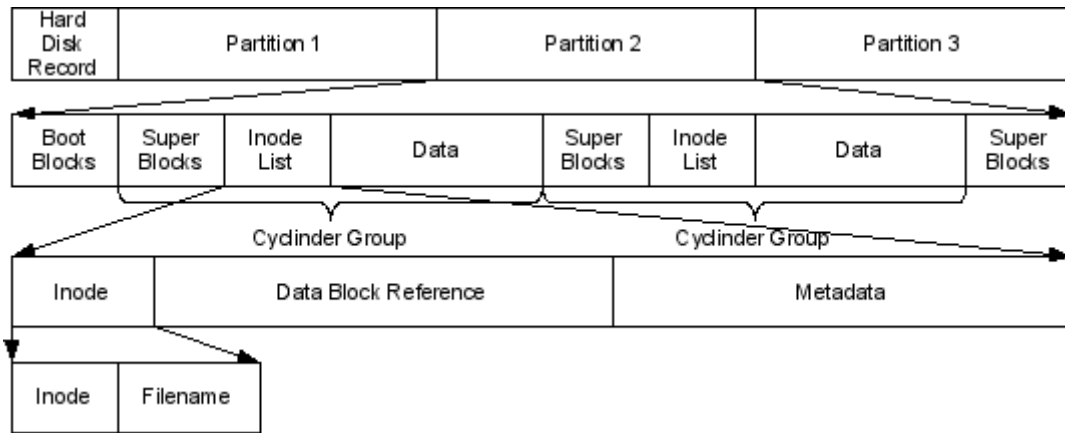 Hard
Disk
Record
Partition 1
Partition 2
Partition 3
Boot
Blocks
Super
Blocks
Inode
List
Data
Super
Blocks
Inode
List
Data
Super
Blocks
Cyclinder Group
Cyclinder Group
Inode
Data Block Reference
Metadata
Inode
Filename